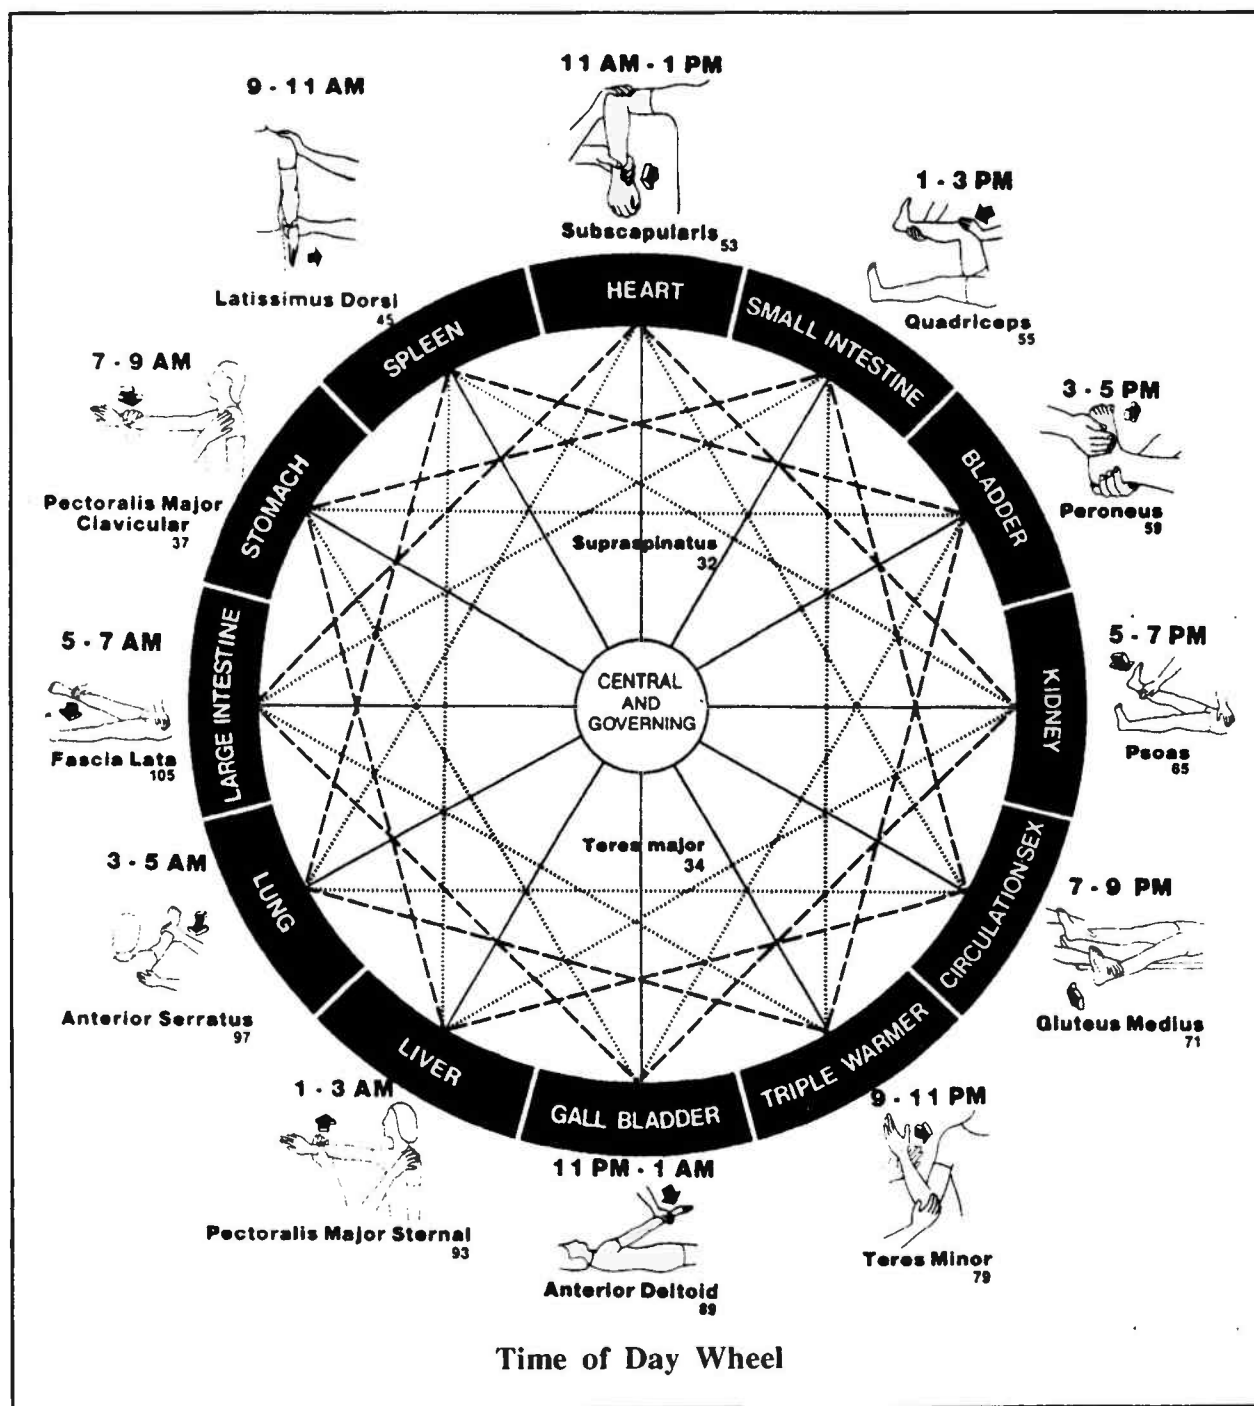 11 AM - 1 PM
Subscapularis 53
HEART
1 - 3 PM
Quadriceps 55
SMALL INTESTINE
3 - 5 PM
Peroneus 59
BLADDER
5 - 7 PM
Psoas 65
KIDNEY
7 - 9 PM
Gluteus Medius 71
CIRCULATION-SEX
9 - 11 PM
Teres Minor 79
TRIPLE WARMER
11 PM - 1 AM
Anterior Deltoid 89
GALL BLADDER
1 - 3 AM
Pectoralis Major Sternal 93
LIVER
3 - 5 AM
Anterior Serratus 97
LUNG
5 - 7 AM
Fascia Lata 105
LARGE INTESTINE
7 - 9 AM
Pectoralis Major
Clavicular 37
STOMACH
9 - 11 AM
Latissimus Dorsi 45
SPLEEN
Supraspinatus 32
CENTRAL
AND
GOVERNING
Teres major 34
Time of Day Wheel